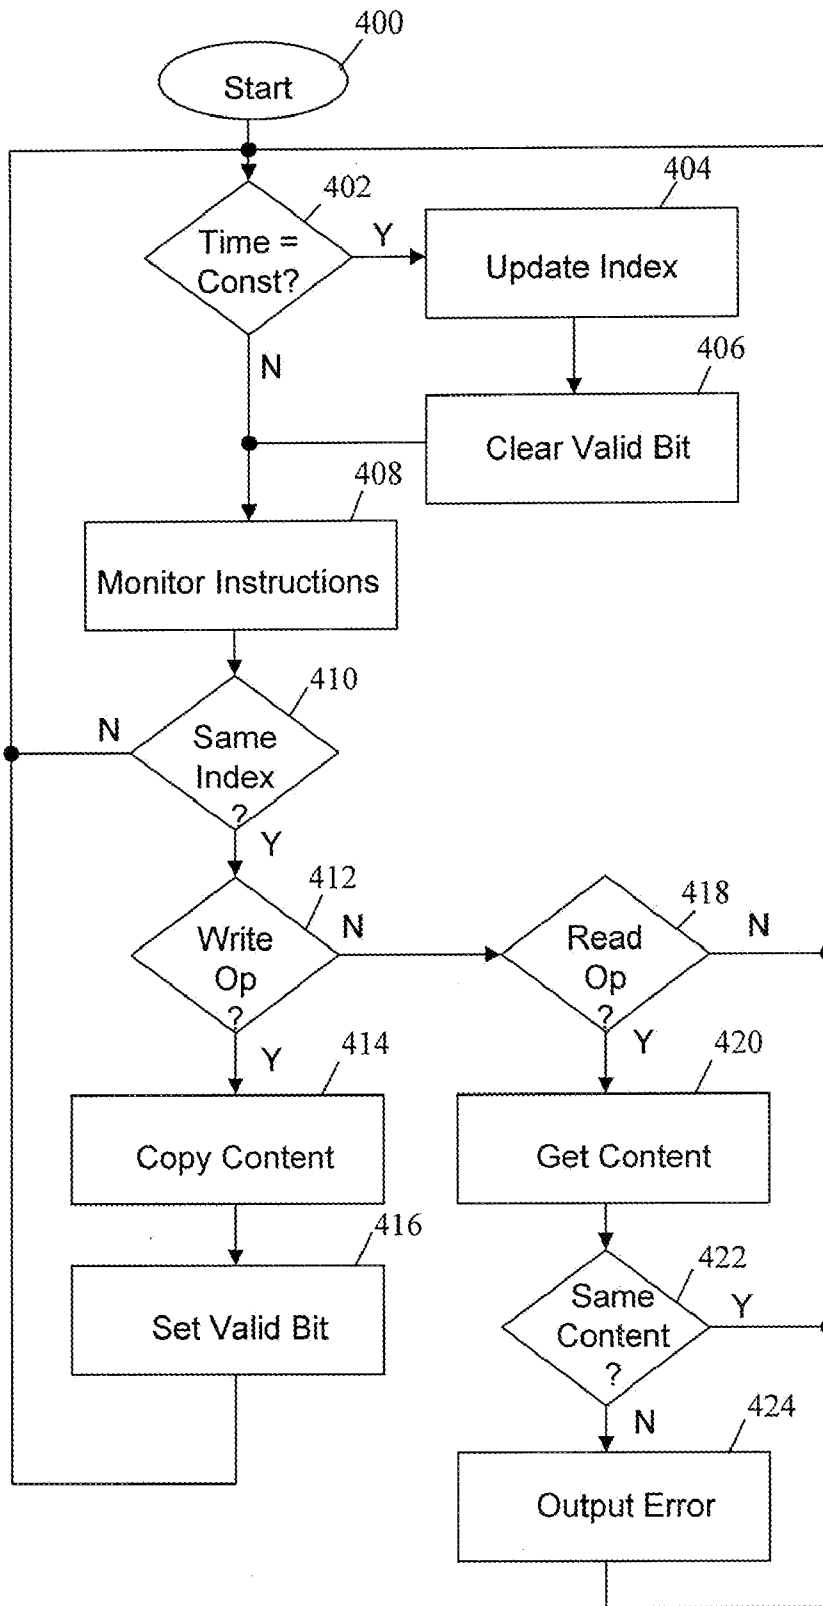 400
Start
402
Time =
Const?
Y
404
Update Index
N
406
Clear Valid Bit
408
Monitor Instructions
410
N
Same
Index
?
Y
412
Write
Op
?
N
418
Read
Op
?
N
Y
414
Copy Content
Y
420
Get Content
416
Set Valid Bit
422
Same
Content
?
Y
N
424
Output Error